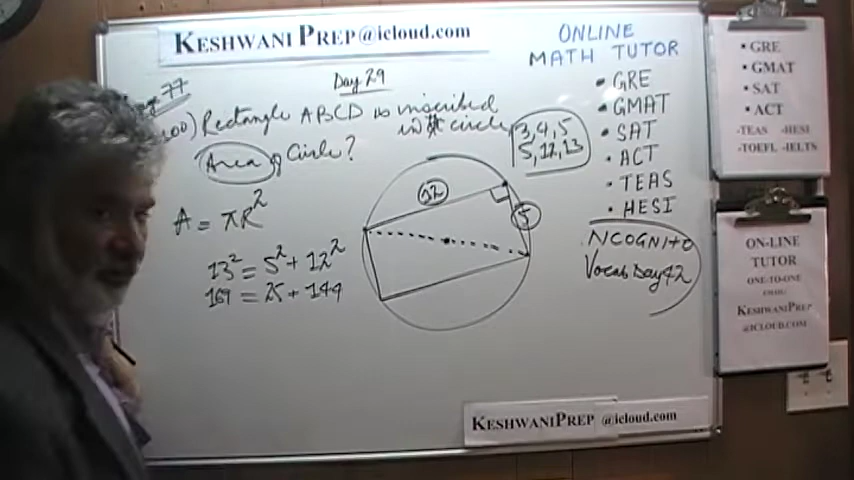 KESHWANI PREP@icloud.com
Day 29
77
100) Rectangle ABCD is inscribed
in circle
Area of Circle?
A = πR²
13² = 5² + 12²
169 = 25 + 144
3,4,5
5,12,13
12
5
ONLINE
MATH TUTOR
• GRE
• GMAT
• SAT
• ACT
• TEAS
• HESI
NCOGNITO
Vocab Day 42
KESHWANIPREP @icloud.com
• GRE
• GMAT
• SAT
• ACT
-TEAS -HESI
-TOEFL -IELTS
ON-LINE
TUTOR
ONE-TO-ONE
KESHWANIPREP
@ICLOUD.COM